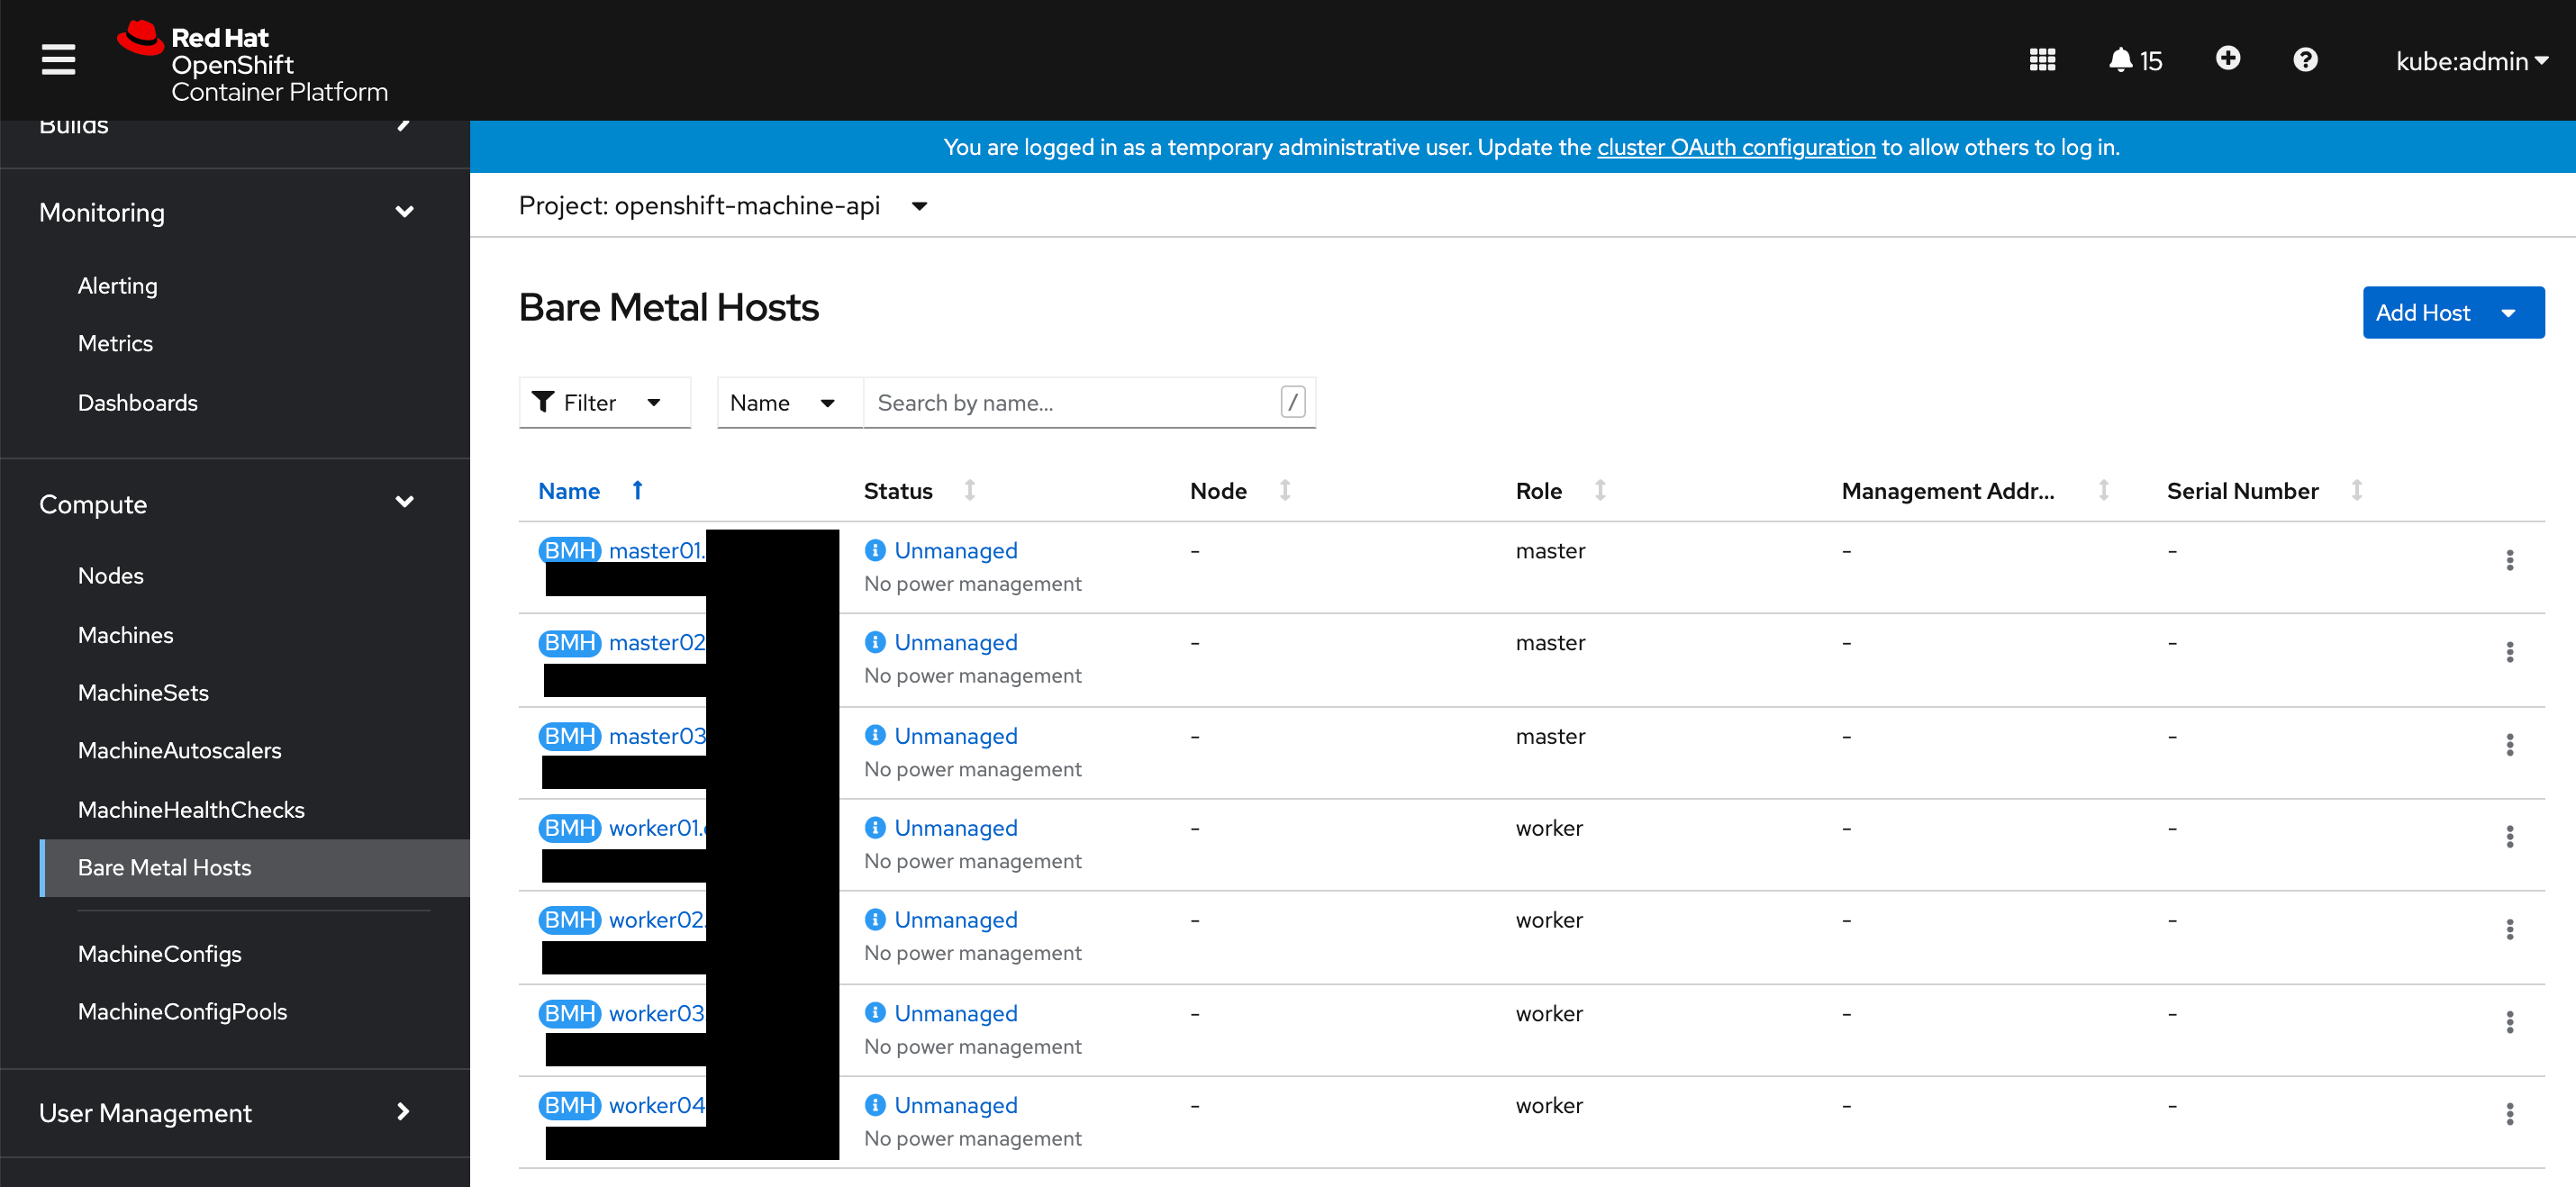 Red Hat
OpenShift
Container Platform
15
kube:admin
Builds
Monitoring
Alerting
Metrics
Dashboards
Compute
Nodes
Machines
MachineSets
MachineAutoscalers
MachineHealthChecks
Bare Metal Hosts
MachineConfigs
MachineConfigPools
User Management
You are logged in as a temporary administrative user. Update the cluster OAuth configuration to allow others to log in.
Project: openshift-machine-api
Bare Metal Hosts
Add Host
Filter Name Search by name... /
Name Status Node Role Management Addr... Serial Number
BMH master01. Unmanaged - master - -
No power management
BMH master02 Unmanaged - master - -
No power management
BMH master03 Unmanaged - master - -
No power management
BMH worker01. Unmanaged - worker - -
No power management
BMH worker02. Unmanaged - worker - -
No power management
BMH worker03 Unmanaged - worker - -
No power management
BMH worker04 Unmanaged - worker - -
No power management